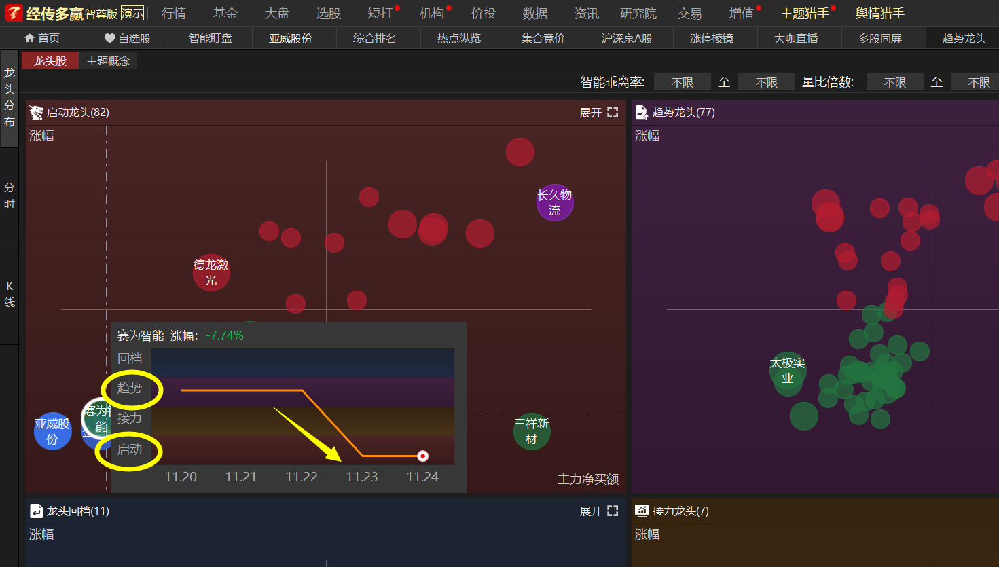 经传多赢 智尊版 演示 行情 基金 大盘 选股 短打 机构 价投 数据 资讯 研究院 交易 增值 主题猎手 舆情猎手
首页 自选股 智能盯盘 亚威股份 综合排名 热点纵览 集合竞价 沪深京A股 涨停棱镜 大咖直播 多股同屏 趋势龙头
龙头分布
分时
K线
龙头股 主题概念
智能乖离率: 不限 至 不限 量比倍数: 不限 至 不限
启动龙头(82) 展开
涨幅
长久物流
德龙激光
赛为智能 涨幅: -7.74%
回档
趋势
接力
启动
11.20 11.21 11.22 11.23 11.24
亚威股份
赛为智能
三祥新材
主力净买额
趋势龙头(77)
涨幅
太极实业
龙头回档(11) 展开
涨幅
接力龙头(7)
涨幅